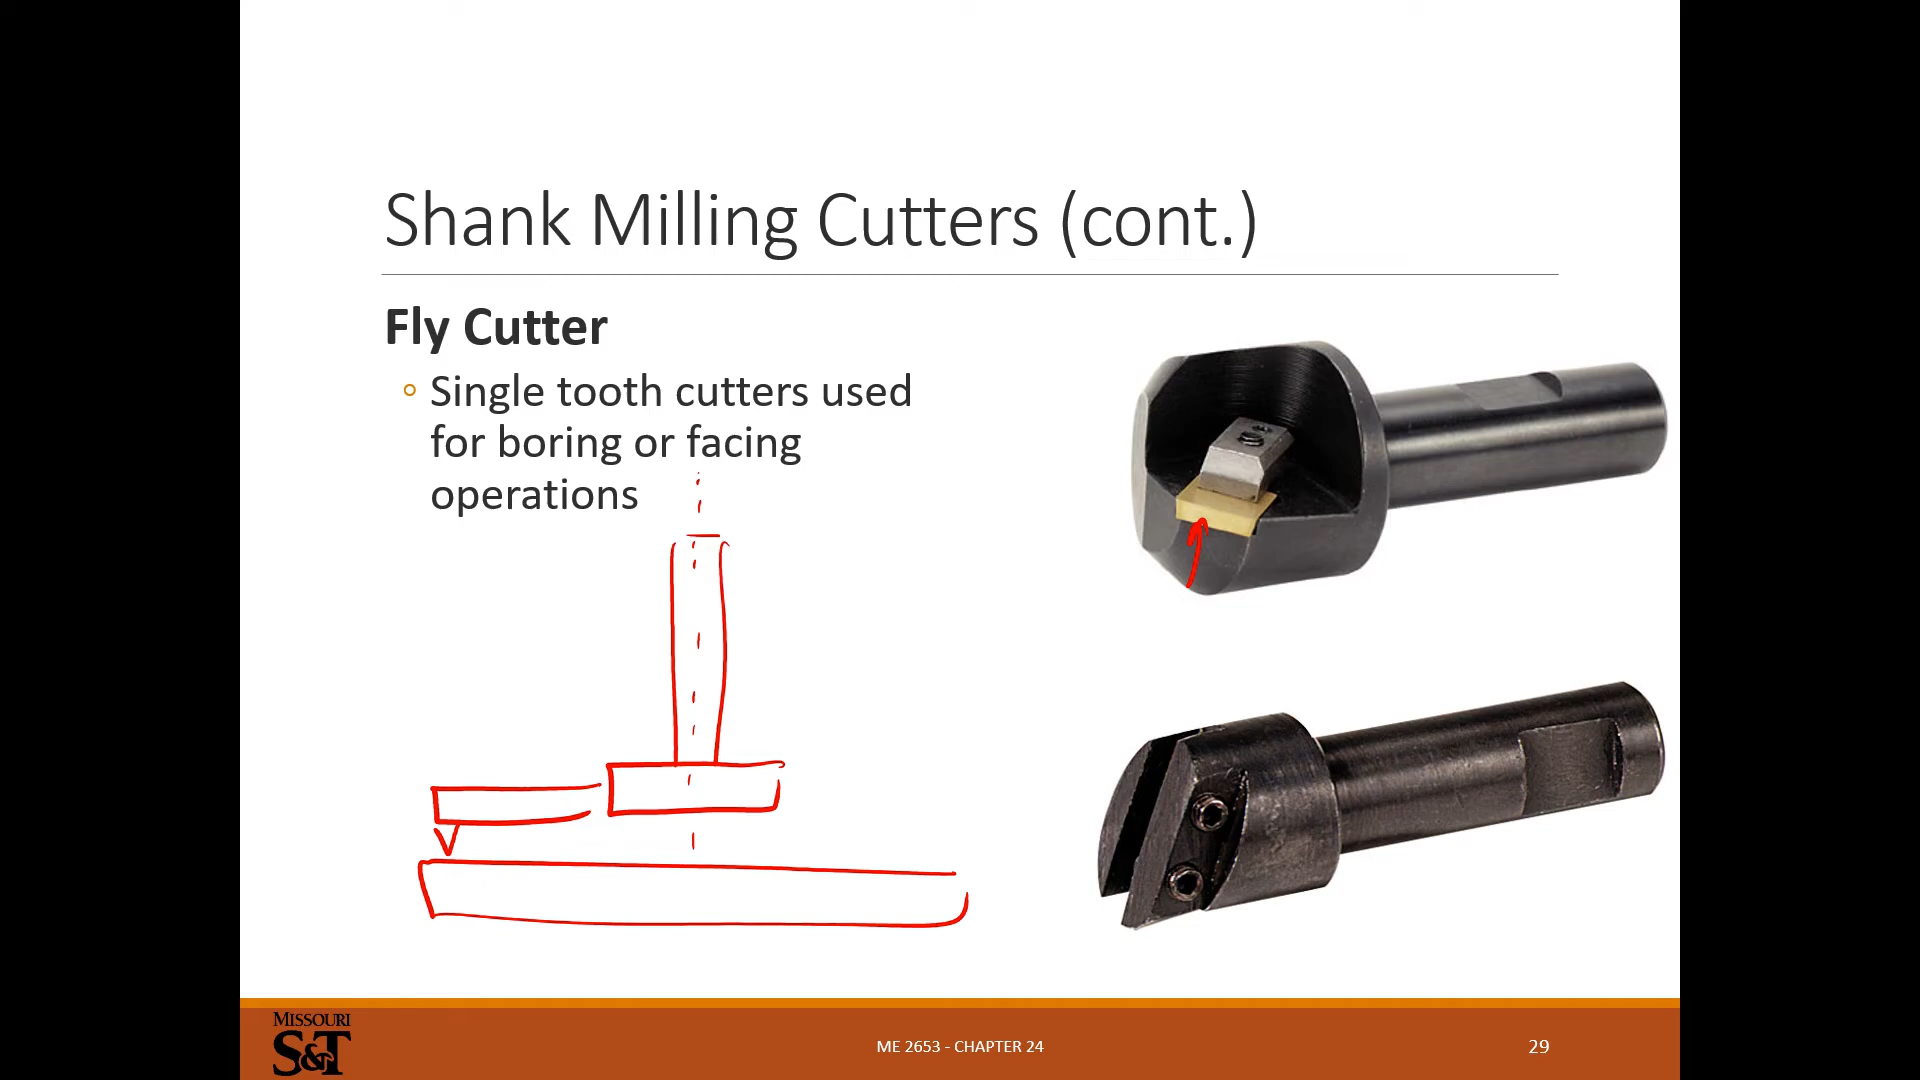 Shank Milling Cutters (cont.)
Fly Cutter
◦ Single tooth cutters used
for boring or facing
operations
MISSOURI
S&T
ME 2653 - CHAPTER 24
29